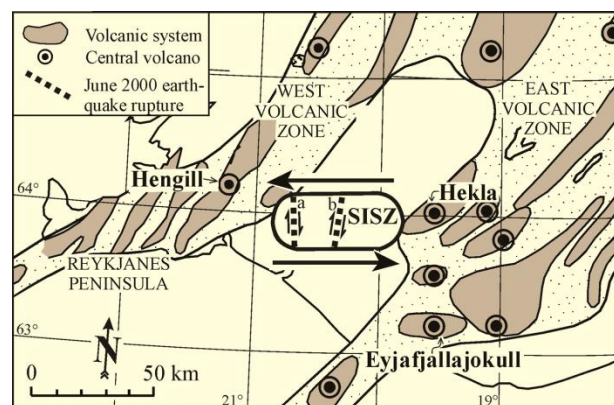 Volcanic system
Central volcano
June 2000 earth-
quake rupture
WEST
VOLCANIC
ZONE
EAST
VOLCANIC
ZONE
Hengill
Hekla
64°
a
b
SISZ
REYKJANES
PENINSULA
63°
N
Eyjafjallajokull
0
50 km
21°
19°